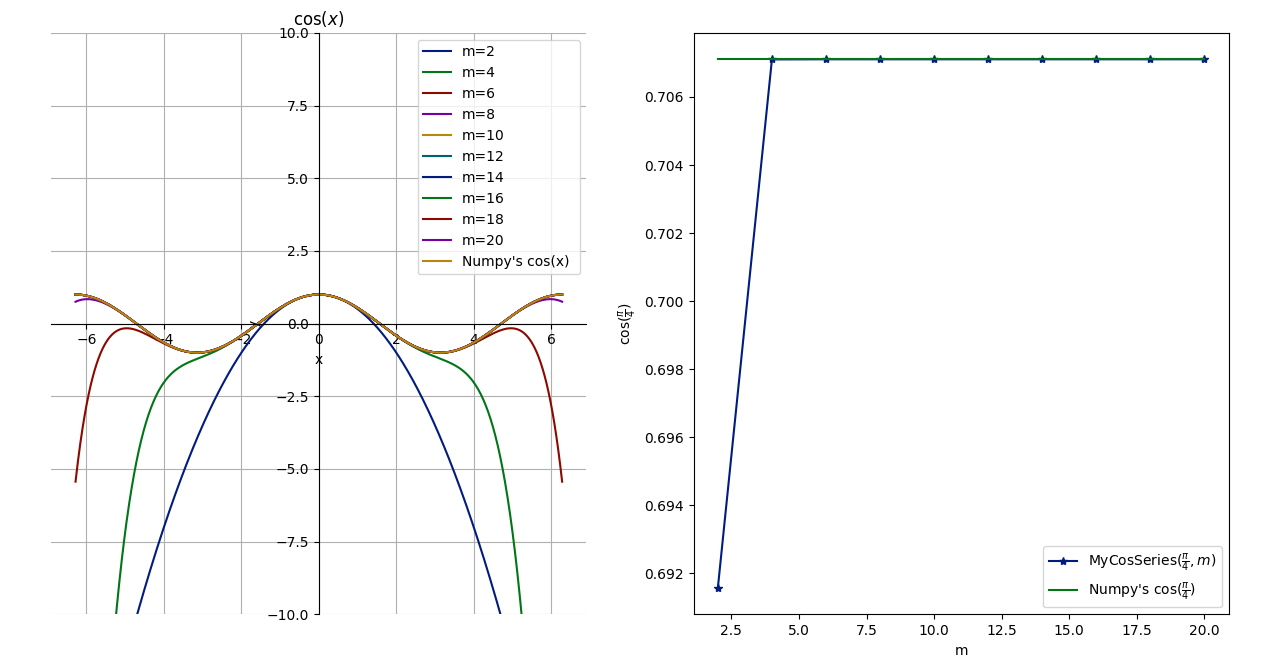 cos(x)
10.0
7.5
5.0
2.5
0.0
−2.5
−5.0
−7.5
−10.0
−6
−4
−2
0
2
4
6
x
m=2
m=4
m=6
m=8
m=10
m=12
m=14
m=16
m=18
m=20
Numpy's cos(x)
0.706
0.704
0.702
0.700
0.698
0.696
0.694
0.692
cos(π/4)
2.5
5.0
7.5
10.0
12.5
15.0
17.5
20.0
m
MyCosSeries(π/4, m)
Numpy's cos(π/4)